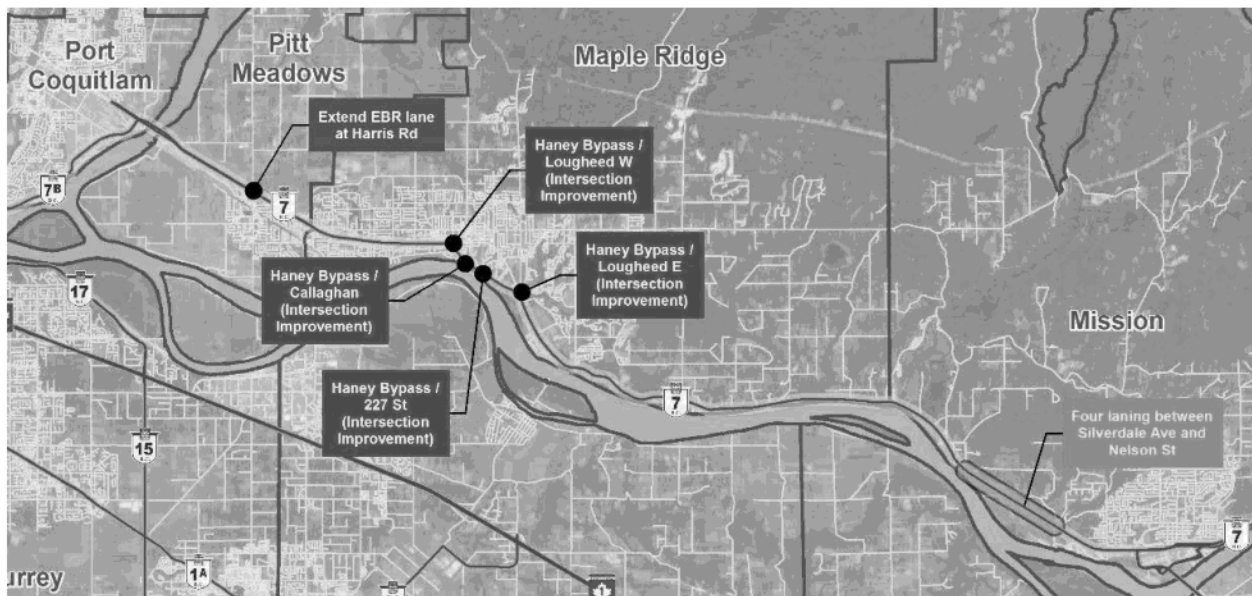 Port
Coquitlam
Pitt
Meadows
Maple Ridge
Extend EBR lane
at Harris Rd
Haney Bypass /
Lougheed W
(Intersection
Improvement)
7B
7
Haney Bypass /
Callaghan
(Intersection
Improvement)
Haney Bypass /
Lougheed E
(Intersection
Improvement)
17
Mission
Haney Bypass /
227 St
(Intersection
Improvement)
7
Four laning between
Silverdale Ave and
Nelson St
15
7
urrey
1A
1